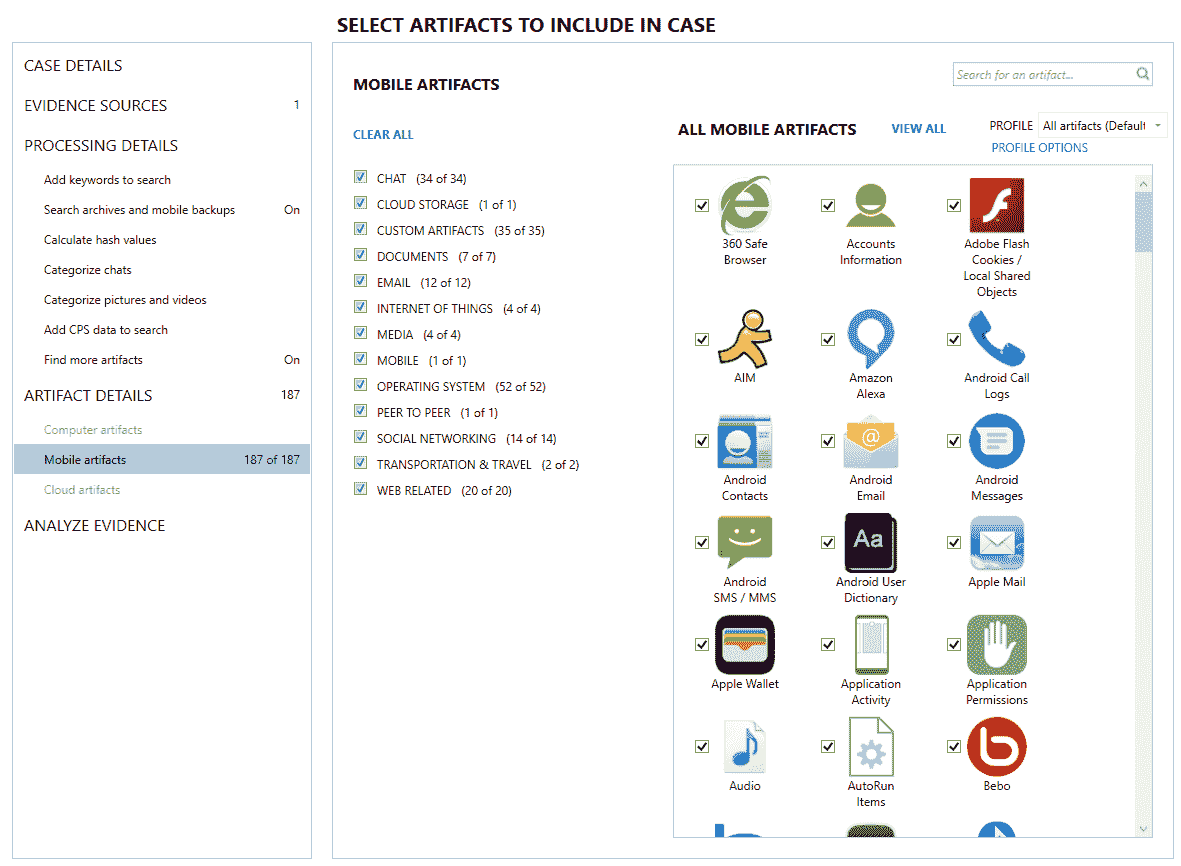 SELECT ARTIFACTS TO INCLUDE IN CASE
CASE DETAILS
EVIDENCE SOURCES 1
PROCESSING DETAILS
Add keywords to search
Search archives and mobile backups On
Calculate hash values
Categorize chats
Categorize pictures and videos
Add CPS data to search
Find more artifacts On
ARTIFACT DETAILS 187
Computer artifacts
Mobile artifacts 187 of 187
Cloud artifacts
ANALYZE EVIDENCE
MOBILE ARTIFACTS
Search for an artifact...
CLEAR ALL
CHAT (34 of 34)
CLOUD STORAGE (1 of 1)
CUSTOM ARTIFACTS (35 of 35)
DOCUMENTS (7 of 7)
EMAIL (12 of 12)
INTERNET OF THINGS (4 of 4)
MEDIA (4 of 4)
MOBILE (1 of 1)
OPERATING SYSTEM (52 of 52)
PEER TO PEER (1 of 1)
SOCIAL NETWORKING (14 of 14)
TRANSPORTATION & TRAVEL (2 of 2)
WEB RELATED (20 of 20)
ALL MOBILE ARTIFACTS VIEW ALL PROFILE All artifacts (Default
PROFILE OPTIONS
360 Safe
Browser
Accounts
Information
Adobe Flash
Cookies /
Local Shared
Objects
AIM
Amazon
Alexa
Android Call
Logs
Android
Contacts
@
Android
Email
Android
Messages
Android
SMS / MMS
Aa
Android User
Dictionary
Apple Mail
Apple Wallet
Application
Activity
Application
Permissions
Audio
AutoRun
Items
Bebo